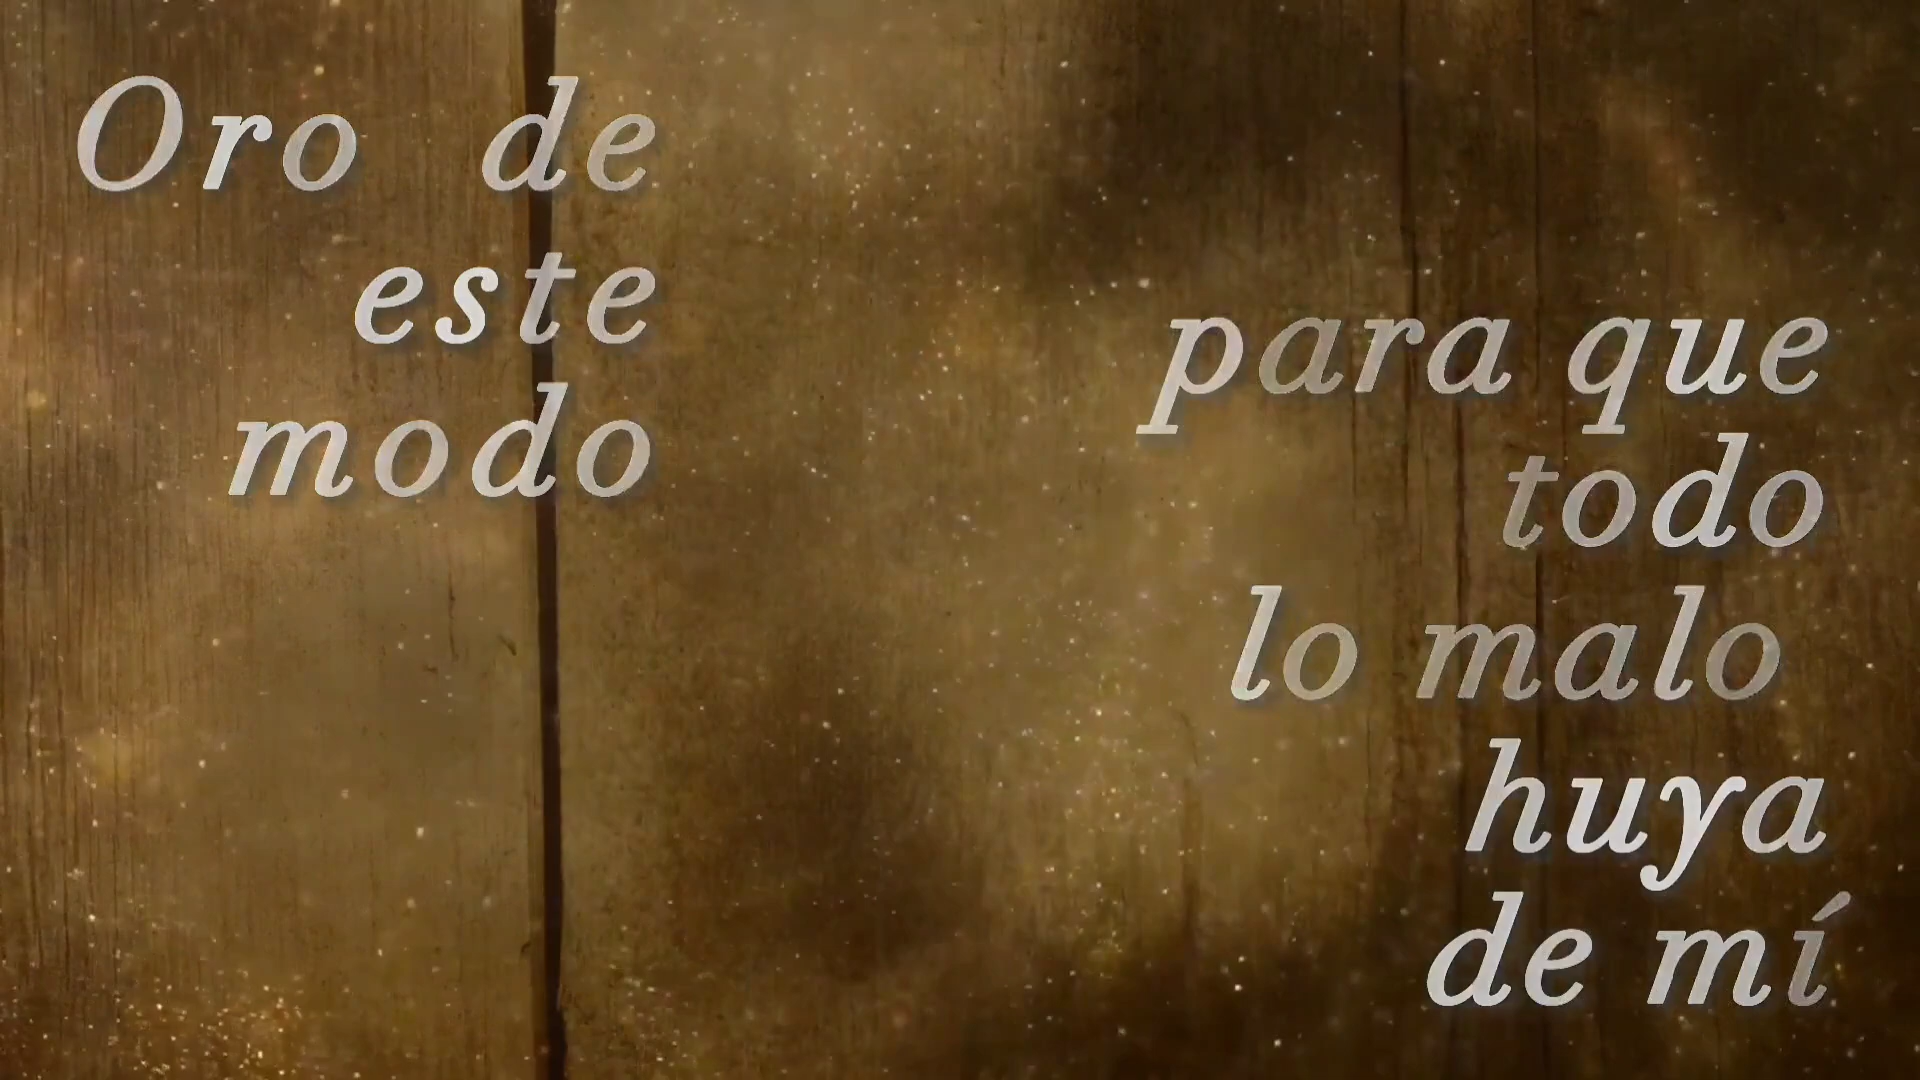 Oro de
este
modo
para que
todo
lo malo
huya
de mí